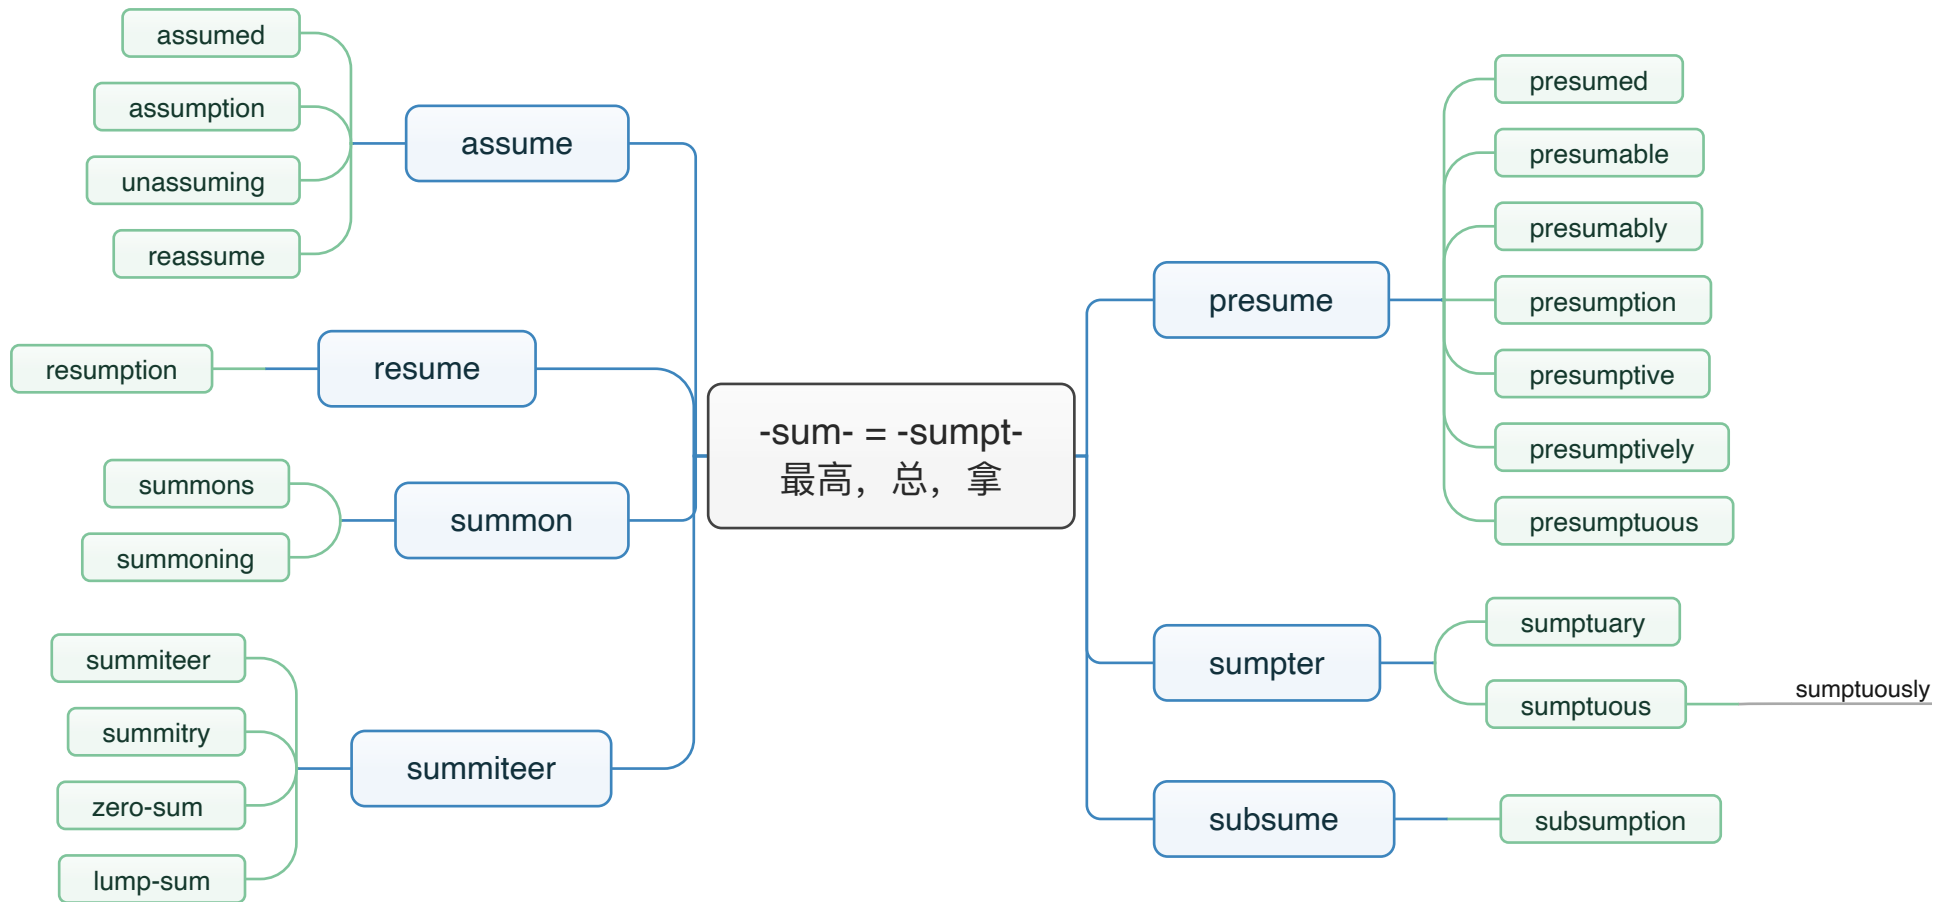 -sum- = -sumpt-
最高，总，拿
assume
assumed
assumption
unassuming
reassume
resume
resumption
summon
summons
summoning
summiteer
summiteer
summitry
zero-sum
lump-sum
presume
presumed
presumable
presumably
presumption
presumptive
presumptively
presumptuous
sumpter
sumptuary
sumptuous
sumptuously
subsume
subsumption